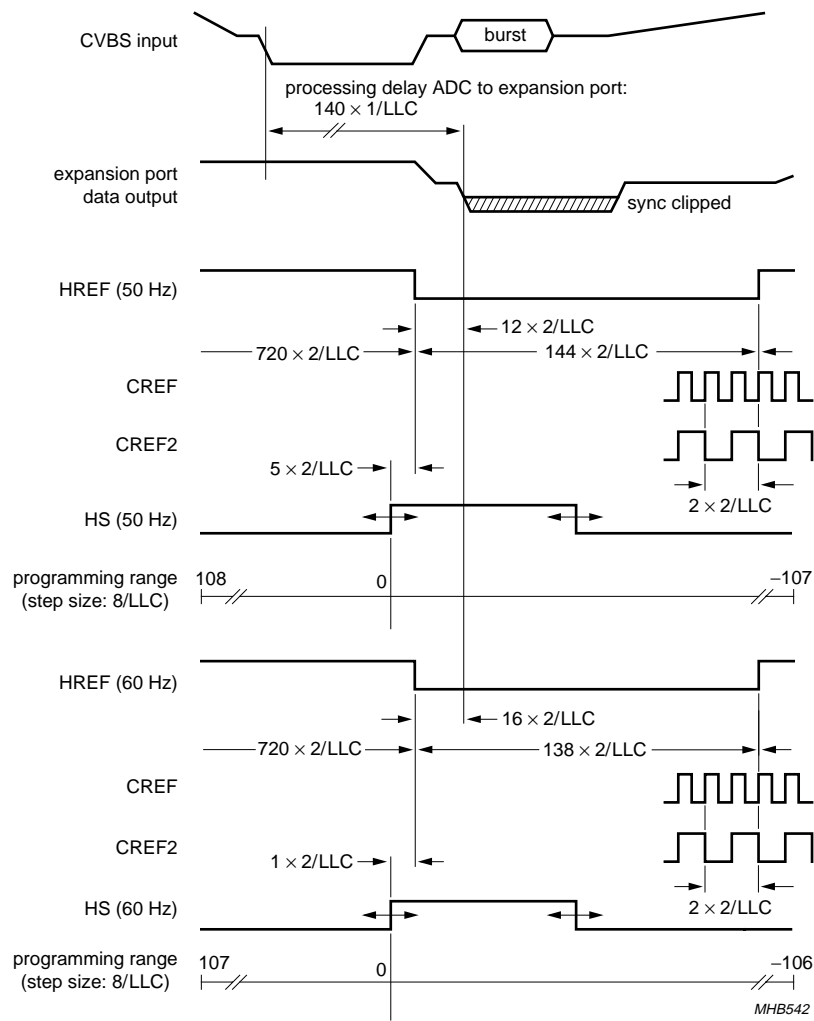 CVBS input
burst
processing delay ADC to expansion port:
140 × 1/LLC
expansion port
data output
sync clipped
HREF (50 Hz)
12 × 2/LLC
720 × 2/LLC
144 × 2/LLC
CREF
CREF2
5 × 2/LLC
2 × 2/LLC
HS (50 Hz)
programming range
(step size: 8/LLC)
108
0
−107
HREF (60 Hz)
16 × 2/LLC
720 × 2/LLC
138 × 2/LLC
CREF
CREF2
1 × 2/LLC
2 × 2/LLC
HS (60 Hz)
programming range
(step size: 8/LLC)
107
0
−106
MHB542